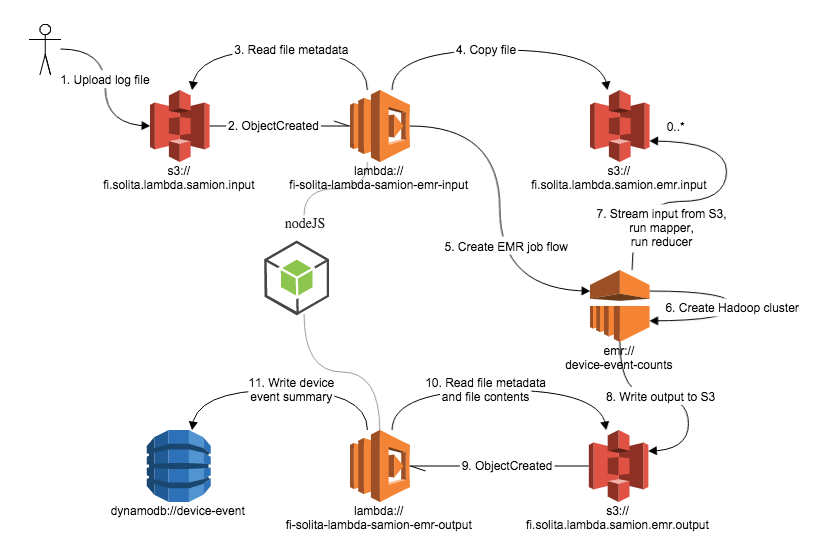 3. Read file metadata
4. Copy file
1. Upload log file
2. ObjectCreated
0..*
s3://
fi.solita.lambda.samion.input
lambda://
fi-solita-lambda-samion-emr-input
s3://
fi.solita.lambda.samion.emr.input
nodeJS
7. Stream input from S3,
run mapper,
run reducer
5. Create EMR job flow
6. Create Hadoop cluster
emr://
device-event-counts
11. Write device
event summary
10. Read file metadata
and file contents
8. Write output to S3
9. ObjectCreated
dynamodb://device-event
lambda://
fi-solita-lambda-samion-emr-output
s3://
fi.solita.lambda.samion.emr.output